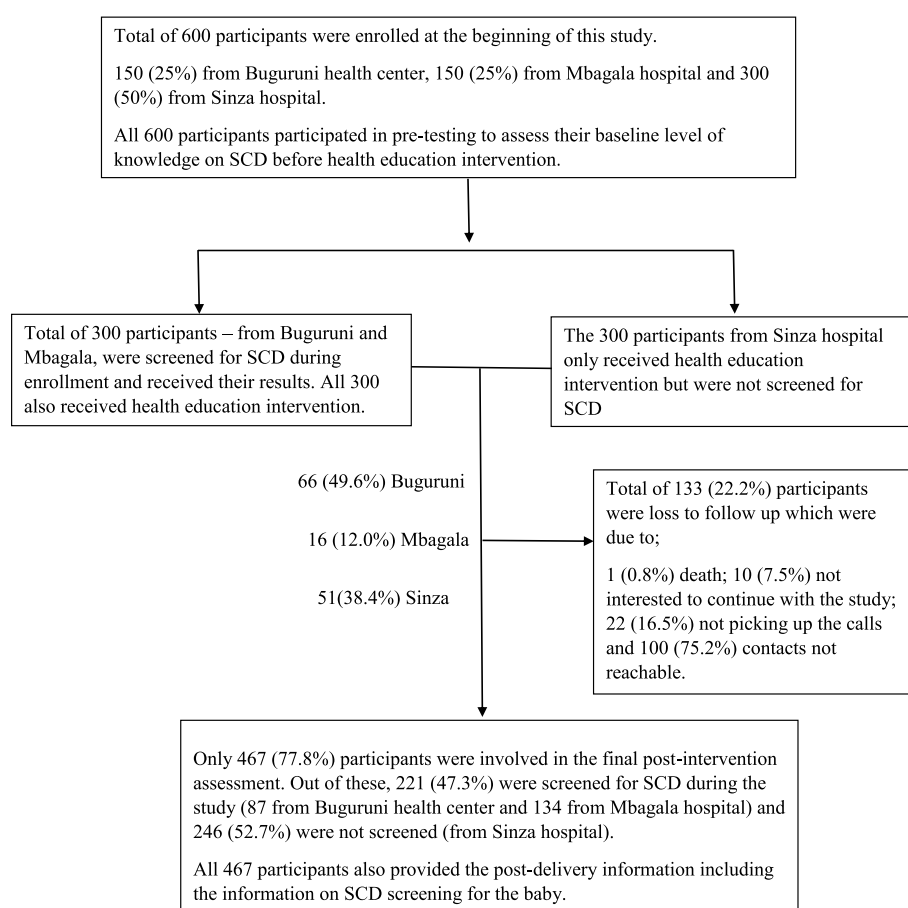 Total of 600 participants were enrolled at the beginning of this study.
150 (25%) from Buguruni health center, 150 (25%) from Mbagala hospital and 300
(50%) from Sinza hospital.
All 600 participants participated in pre-testing to assess their baseline level of
knowledge on SCD before health education intervention.
Total of 300 participants – from Buguruni and
Mbagala, were screened for SCD during
enrollment and received their results. All 300
also received health education intervention.
The 300 participants from Sinza hospital
only received health education
intervention but were not screened for
SCD
66 (49.6%) Buguruni
16 (12.0%) Mbagala
51(38.4%) Sinza
Total of 133 (22.2%) participants
were loss to follow up which were
due to;
1 (0.8%) death; 10 (7.5%) not
interested to continue with the study;
22 (16.5%) not picking up the calls
and 100 (75.2%) contacts not
reachable.
Only 467 (77.8%) participants were involved in the final post-intervention
assessment. Out of these, 221 (47.3%) were screened for SCD during the
study (87 from Buguruni health center and 134 from Mbagala hospital) and
246 (52.7%) were not screened (from Sinza hospital).
All 467 participants also provided the post-delivery information including
the information on SCD screening for the baby.